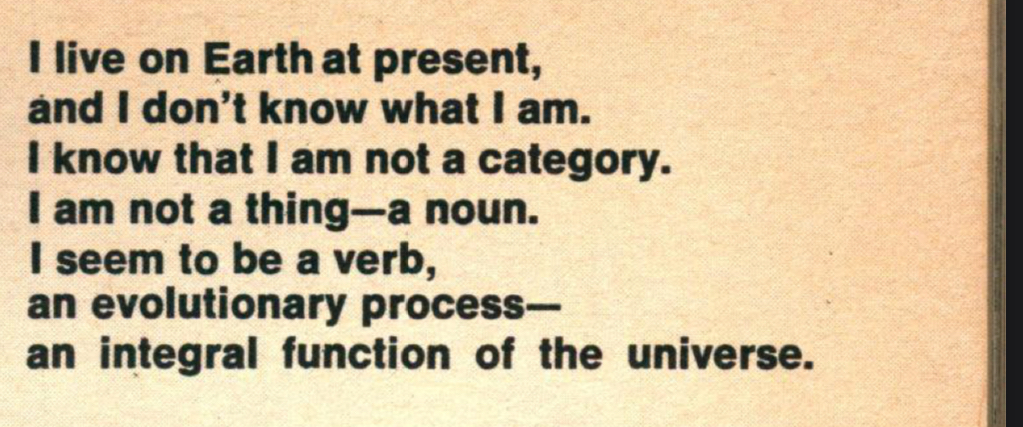 I live on Earth at present,
and I don't know what I am.
I know that I am not a category.
I am not a thing—a noun.
I seem to be a verb,
an evolutionary process—
an integral function of the universe.